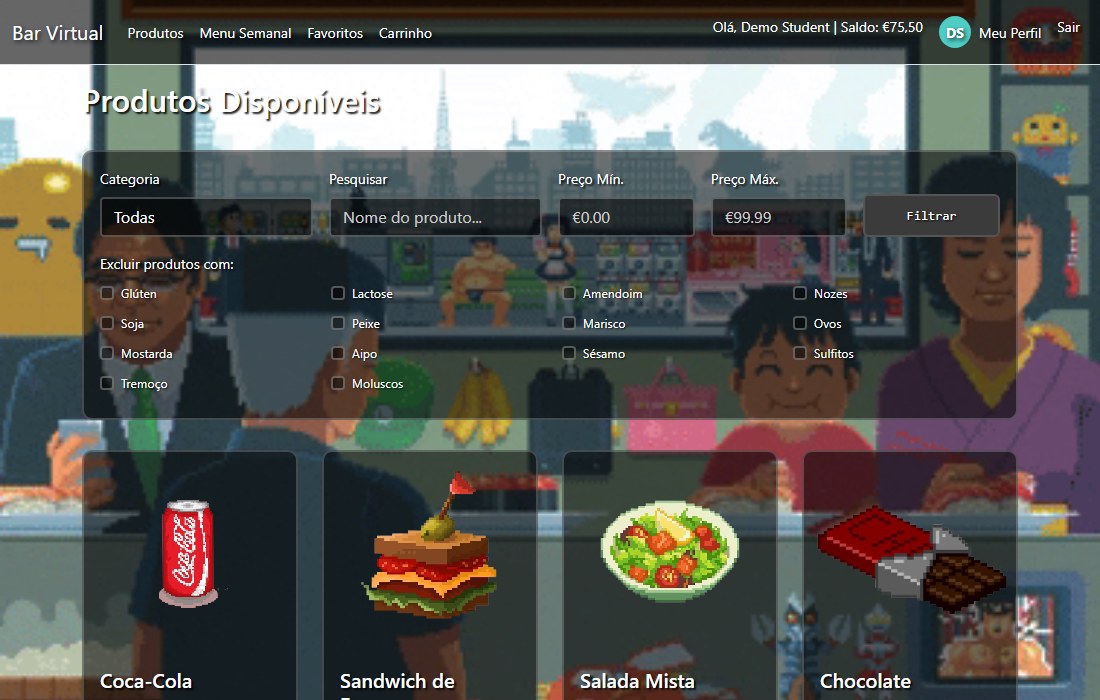 Bar Virtual Produtos Menu Semanal Favoritos Carrinho Olá, Demo Student | Saldo: €75,50 DS Meu Perfil Sair
Produtos Disponíveis
Categoria Pesquisar Preço Mín. Preço Máx.
Todas Nome do produto... €0.00 €99.99 Filtrar
Excluir produtos com:
Glúten Lactose Amendoim Nozes
Soja Peixe Marisco Ovos
Mostarda Aipo Sésamo Sulfitos
Tremoço Moluscos
Coca-Cola
Coca-Cola Sandwich de Salada Mista Chocolate